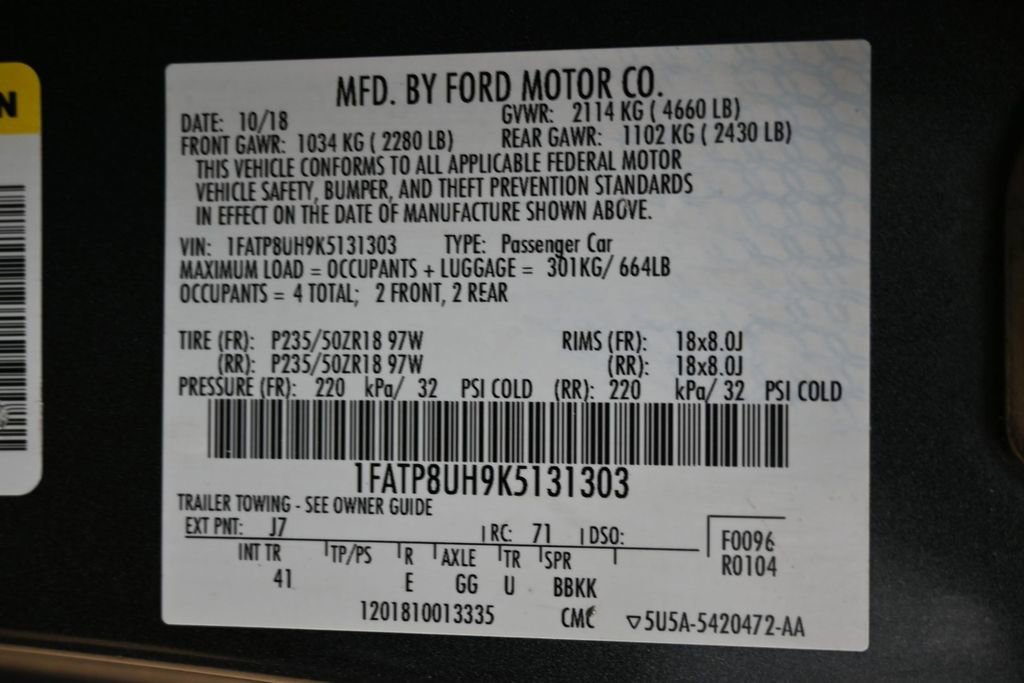 N
MFD. BY FORD MOTOR CO.
DATE: 10/18 GVWR: 2114 KG ( 4660 LB)
FRONT GAWR: 1034 KG ( 2280 LB) REAR GAWR: 1102 KG ( 2430 LB)
THIS VEHICLE CONFORMS TO ALL APPLICABLE FEDERAL MOTOR
VEHICLE SAFETY, BUMPER, AND THEFT PREVENTION STANDARDS
IN EFFECT ON THE DATE OF MANUFACTURE SHOWN ABOVE.
VIN: 1FATP8UH9K5131303 TYPE: Passenger Car
MAXIMUM LOAD = OCCUPANTS + LUGGAGE = 301KG/ 664LB
OCCUPANTS = 4 TOTAL; 2 FRONT, 2 REAR
TIRE (FR): P235/50ZR18 97W RIMS (FR): 18x8.0J
(RR): P235/50ZR18 97W (RR): 18x8.0J
PRESSURE (FR): 220 kPa/ 32 PSI COLD (RR): 220 kPa/ 32 PSI COLD
1FATP8UH9K5131303
TRAILER TOWING - SEE OWNER GUIDE
EXT PNT: J7 RC: 71 DSO: F0096
INT TR TP/PS R AXLE TR SPR R0104
41 E GG U BBKK
1201810013335 CMC ▽5U5A-5420472-AA